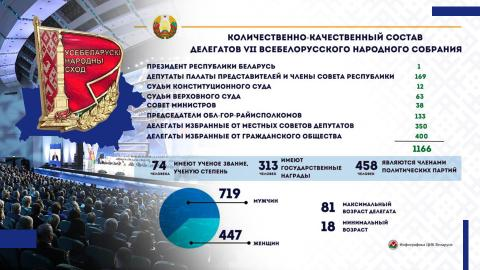 КОЛИЧЕСТВЕННО-КАЧЕСТВЕННЫЙ СОСТАВ
ДЕЛЕГАТОВ VII ВСЕБЕЛОРУССКОГО НАРОДНОГО СОБРАНИЯ
УСЕБЕЛАРУСКІ
НАРОДНЫ
СХОД
ПРЕЗИДЕНТ РЕСПУБЛИКИ БЕЛАРУСЬ 1
ДЕПУТАТЫ ПАЛАТЫ ПРЕДСТАВИТЕЛЕЙ И ЧЛЕНЫ СОВЕТА РЕСПУБЛИКИ 169
СУДЬИ КОНСТИТУЦИОННОГО СУДА 12
СУДЬИ ВЕРХОВНОГО СУДА 63
СОВЕТ МИНИСТРОВ 38
ПРЕДСЕДАТЕЛИ ОБЛ-ГОР-РАЙИСПОЛКОМОВ 133
ДЕЛЕГАТЫ ИЗБРАННЫЕ ОТ МЕСТНЫХ СОВЕТОВ ДЕПУТАТОВ 350
ДЕЛЕГАТЫ ИЗБРАННЫЕ ОТ ГРАЖДАНСКОГО ОБЩЕСТВА 400
1166
74 ЧЕЛОВЕКА ИМЕЮТ УЧЕНОЕ ЗВАНИЕ, УЧЕНУЮ СТЕПЕНЬ
313 ЧЕЛОВЕК ИМЕЮТ ГОСУДАРСТВЕННЫЕ НАГРАДЫ
458 ЧЕЛОВЕК ЯВЛЯЮТСЯ ЧЛЕНАМИ ПОЛИТИЧЕСКИХ ПАРТИЙ
719 МУЖЧИН
447 ЖЕНЩИН
81 МАКСИМАЛЬНЫЙ ВОЗРАСТ ДЕЛЕГАТА
18 МИНИМАЛЬНЫЙ ВОЗРАСТ
Инфографика ЦИК Беларуси